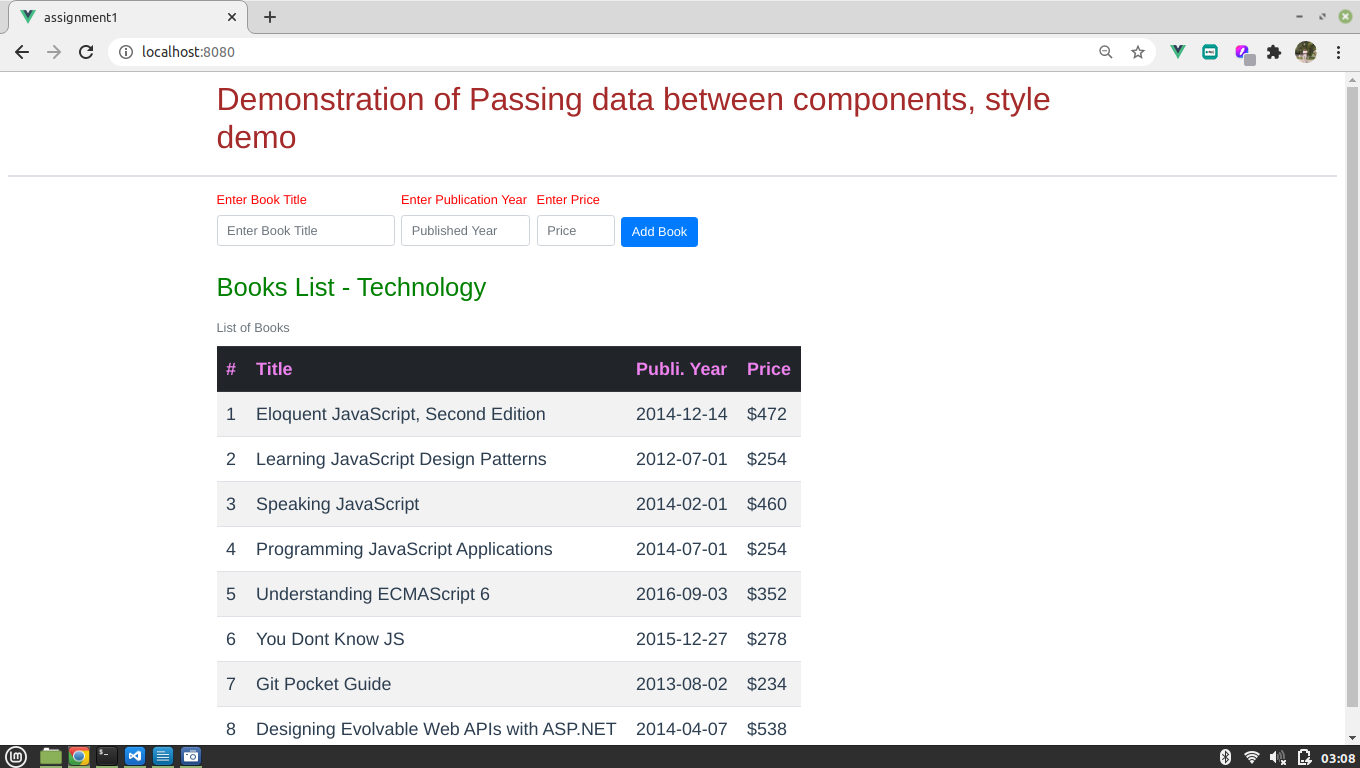 assignment1
localhost:8080
Demonstration of Passing data between components, style
demo
Enter Book Title Enter Publication Year Enter Price
Enter Book Title Published Year Price Add Book
Books List - Technology
List of Books
# Title Publi. Year Price
1 Eloquent JavaScript, Second Edition 2014-12-14 $472
2 Learning JavaScript Design Patterns 2012-07-01 $254
3 Speaking JavaScript 2014-02-01 $460
4 Programming JavaScript Applications 2014-07-01 $254
5 Understanding ECMAScript 6 2016-09-03 $352
6 You Dont Know JS 2015-12-27 $278
7 Git Pocket Guide 2013-08-02 $234
8 Designing Evolvable Web APIs with ASP.NET 2014-04-07 $538
03:08